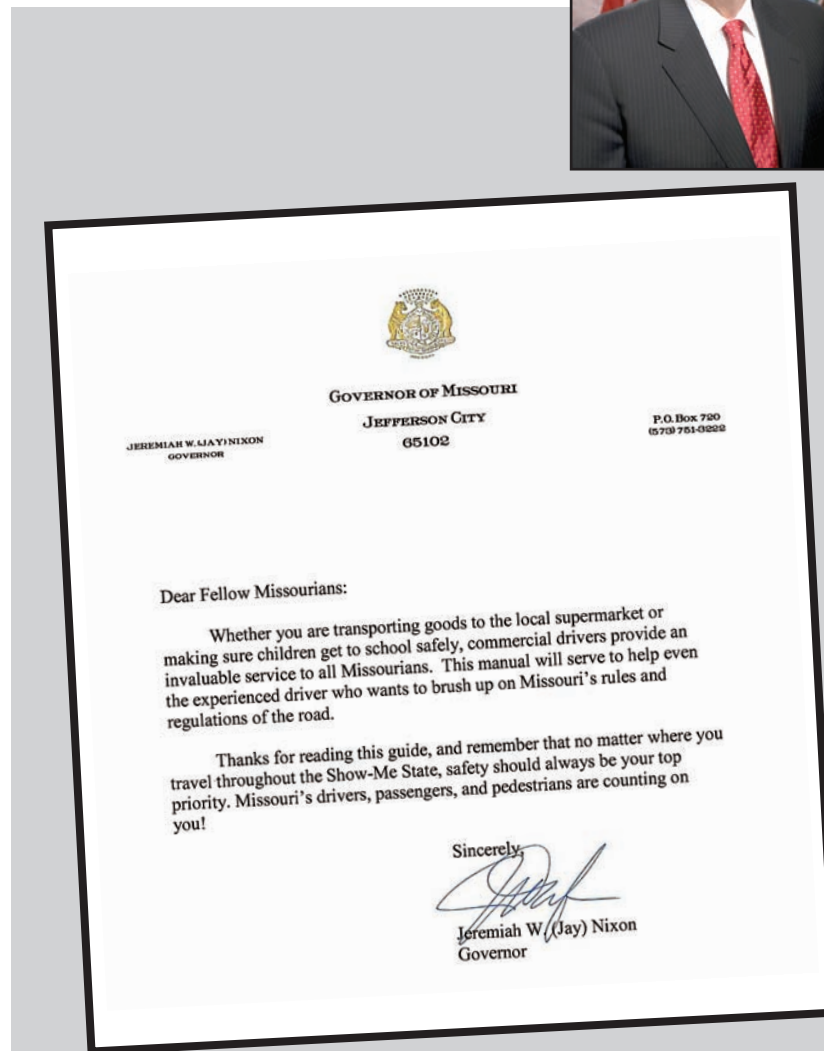 GOVERNOR OF MISSOURI
JEFFERSON CITY
65102
JEREMIAH W. (JAY) NIXON
GOVERNOR
P.O. BOX 720
(573) 751-3222
Dear Fellow Missourians:
Whether you are transporting goods to the local supermarket or
making sure children get to school safely, commercial drivers provide an
invaluable service to all Missourians. This manual will serve to help even
the experienced driver who wants to brush up on Missouri's rules and
regulations of the road.
Thanks for reading this guide, and remember that no matter where you
travel throughout the Show-Me State, safety should always be your top
priority. Missouri's drivers, passengers, and pedestrians are counting on
you!
Sincerely,
Jeremiah W. (Jay) Nixon
Governor